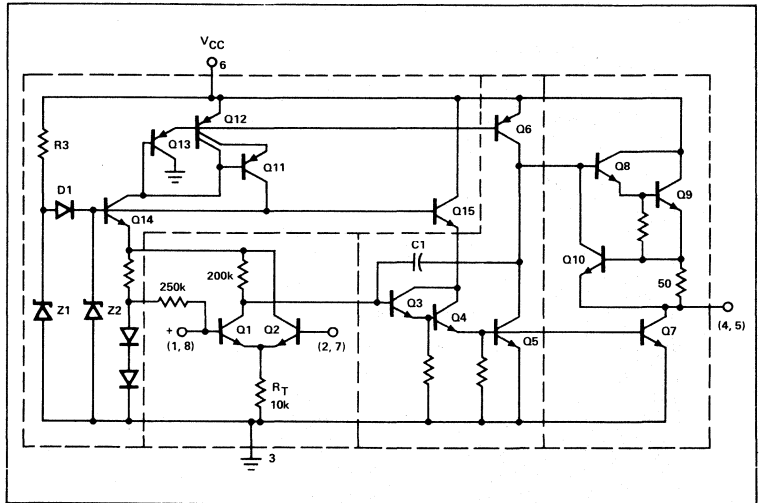 VCC
6
Q12
Q6
Q13
R3
Q11
Q8
Q9
D1
Q14
Q15
C1
Q10
200k
250k
50
Q3
Z1
Z2
+
(1, 8)
Q1
Q2
(2, 7)
Q4
Q5
Q7
(4, 5)
RT
10k
3